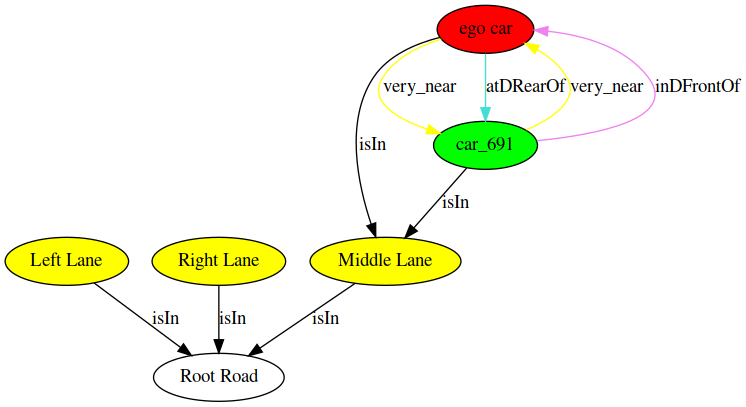 ego car
very_near
atDRearOf
very_near
inDFrontOf
isIn
car_691
isIn
Left Lane
Right Lane
Middle Lane
isIn
isIn
isIn
Root Road